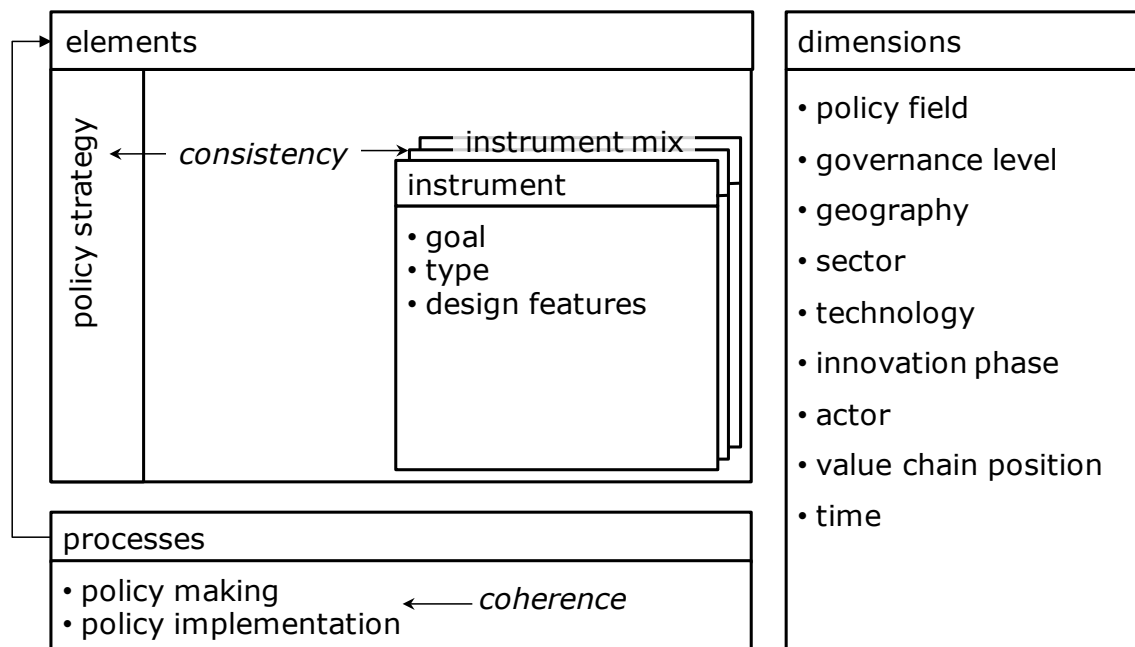 elements
policy strategy
consistency
instrument mix
instrument
• goal
• type
• design features
processes
• policy making
• policy implementation
coherence
dimensions
• policy field
• governance level
• geography
• sector
• technology
• innovation phase
• actor
• value chain position
• time